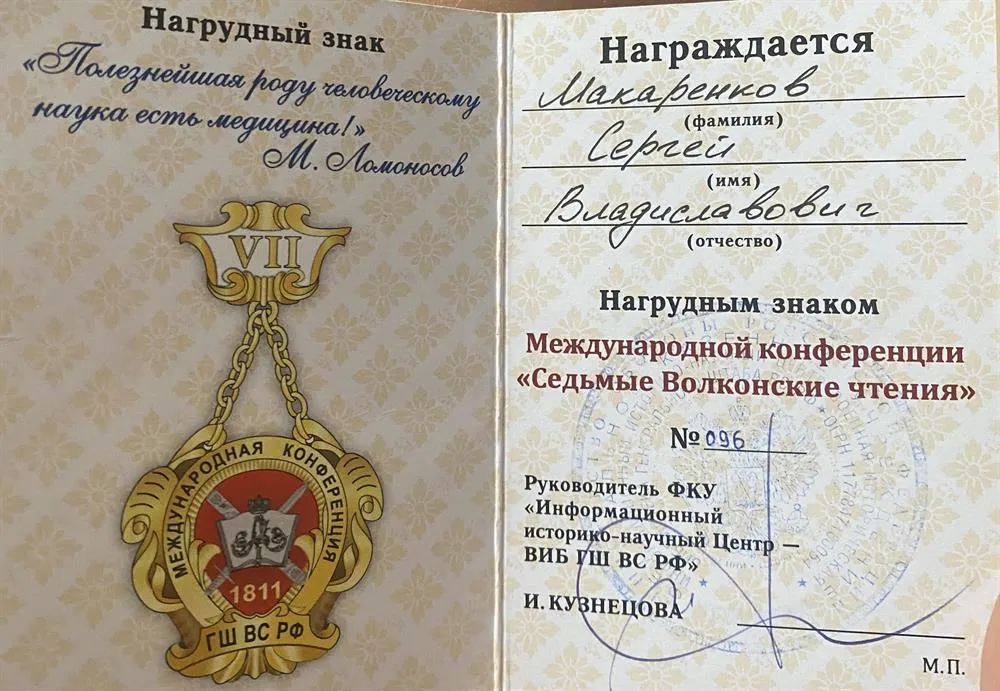 Нагрудный знак
«Полезнейшая роду человеческому
наука есть медицина!»
М. Ломоносов
VII
МЕЖДУНАРОДНАЯ КОНФЕРЕНЦИЯ
1811
ГШ ВС РФ
Награждается
Макаренков
(фамилия)
Сергей
(имя)
Владиславович
(отчество)
Нагрудным знаком
Международной конференции
«Седьмые Волконские чтения»
№ 096
Руководитель ФКУ
«Информационный
историко-научный Центр —
ВИБ ГШ ВС РФ»
И. КУЗНЕЦОВА
М.П.